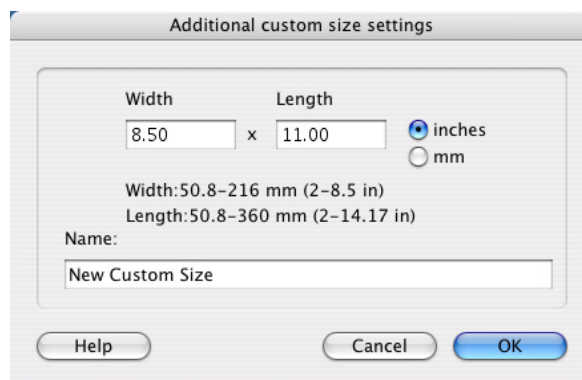 Additional custom size settings
Width Length
8.50 x 11.00 inches
mm
Width:50.8-216 mm (2-8.5 in)
Length:50.8-360 mm (2-14.17 in)
Name:
New Custom Size
Help Cancel OK